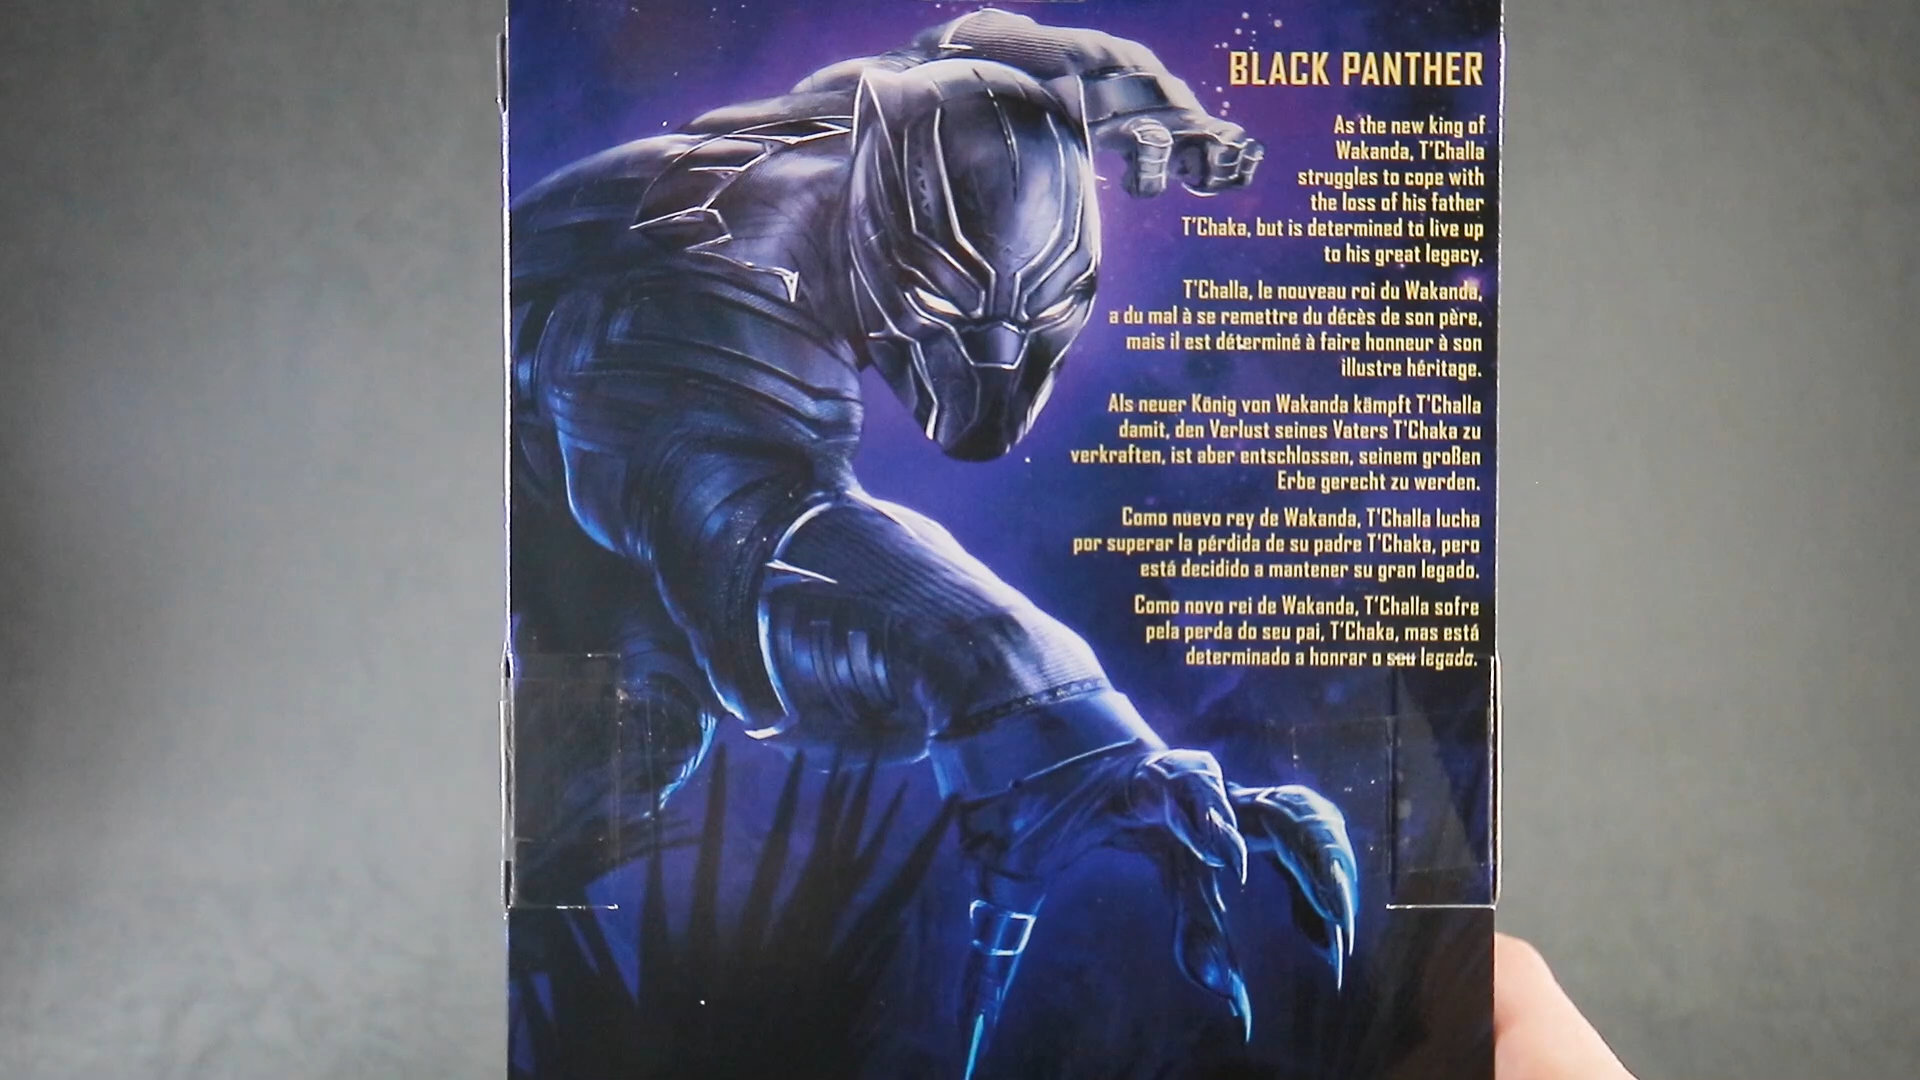 BLACK PANTHER
As the new king of
Wakanda, T'Challa
struggles to cope with
the loss of his father
T'Chaka, but is determined to live up
to his great legacy.
T'Challa, le nouveau roi du Wakanda,
a du mal à se remettre du décès de son père,
mais il est déterminé à faire honneur à son
illustre héritage.
Als neuer König von Wakanda kämpft T'Challa
damit, den Verlust seines Vaters T'Chaka zu
verkraften, ist aber entschlossen, seinem großen
Erbe gerecht zu werden.
Como nuevo rey de Wakanda, T'Challa lucha
por superar la pérdida de su padre T'Chaka, pero
está decidido a mantener su gran legado.
Como novo rei de Wakanda, T'Challa sofre
pela perda do seu pai, T'Chaka, mas está
determinado a honrar o seu legado.